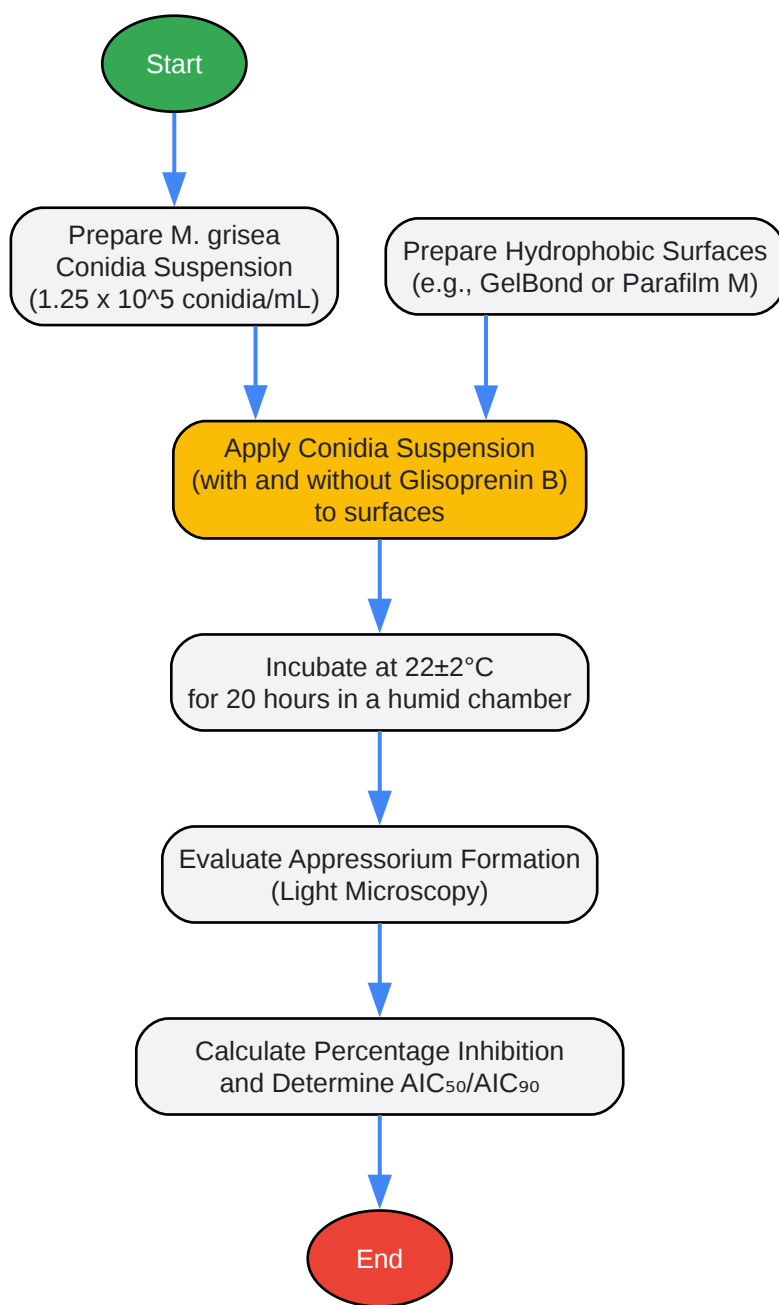 Start
Prepare M. grisea
Conidia Suspension
(1.25 x 10^5 conidia/mL)
Prepare Hydrophobic Surfaces
(e.g., GelBond or Parafilm M)
Apply Conidia Suspension
(with and without Glisoprenin B)
to surfaces
Incubate at 22±2°C
for 20 hours in a humid chamber
Evaluate Appressorium Formation
(Light Microscopy)
Calculate Percentage Inhibition
and Determine AIC₅₀/AIC₉₀
End